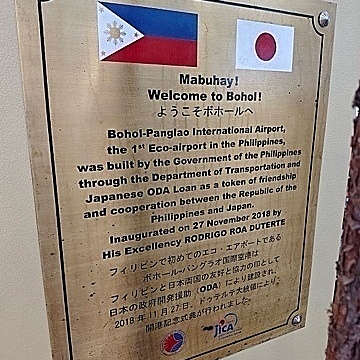 Mabuhay!
Welcome to Bohol!
ようこそボホールへ
Bohol-Panglao International Airport,
the 1st Eco-airport in the Philippines,
was built by the Government of the Philippines
through the Department of Transportation and
Japanese ODA Loan as a token of friendship
and cooperation between the Republic of the
Philippines and Japan.
Inaugurated on 27 November 2018 by
His Excellency RODRIGO ROA DUTERTE
フィリピンで初めてのエコ・エアポートである
ボホール・パングラオ国際空港は
フィリピンと日本両国の友好と協力の印として
日本の政府開発援助（ODA）により建設され、
2018年11月27日、ドゥテルテ大統領により、
開港記念式典が行われました。
JICA